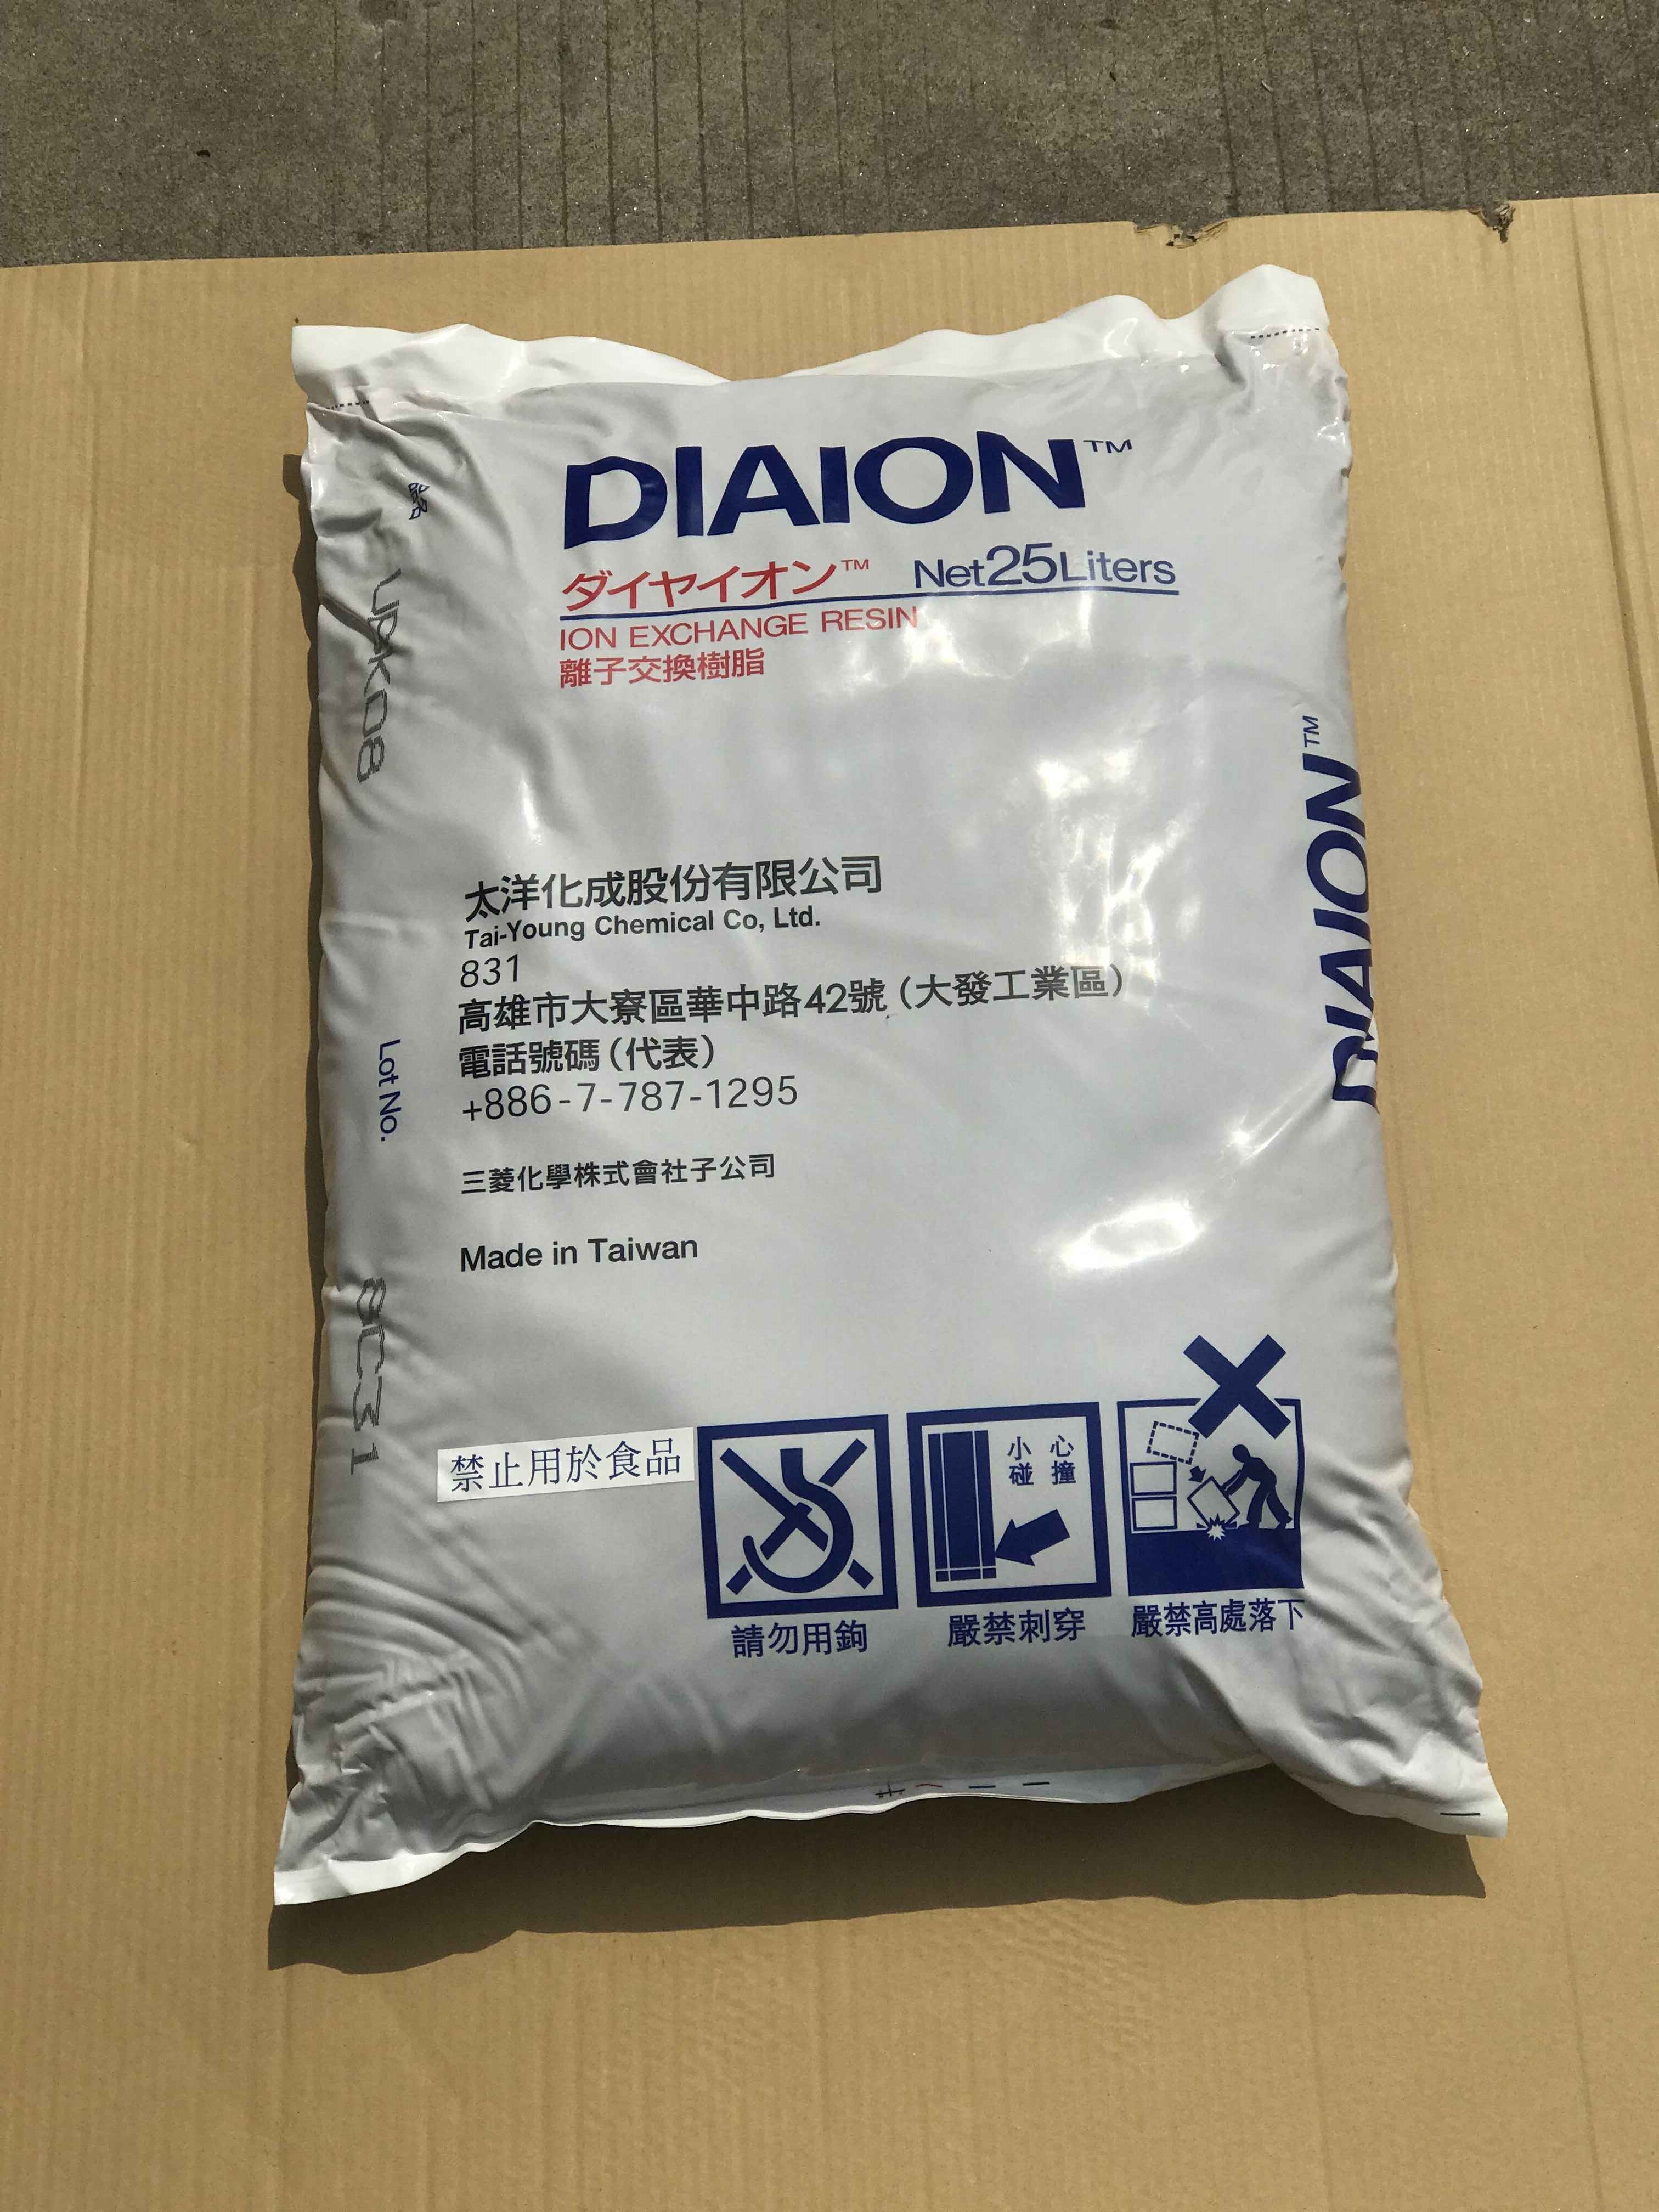 DIAION™
ダイヤイオン™ Net25Liters
ION EXCHANGE RESIN
離子交換樹脂
UPK08
DIAION™
太洋化成股份有限公司
Tai-Young Chemical Co, Ltd.
831
高雄市大寮區華中路42號(大發工業區)
電話號碼(代表)
+886-7-787-1295
Lot No.
三菱化學株式會社子公司
Made in Taiwan
8C31
禁止用於食品
小心
碰撞
請勿用鉤
嚴禁刺穿
嚴禁高處落下